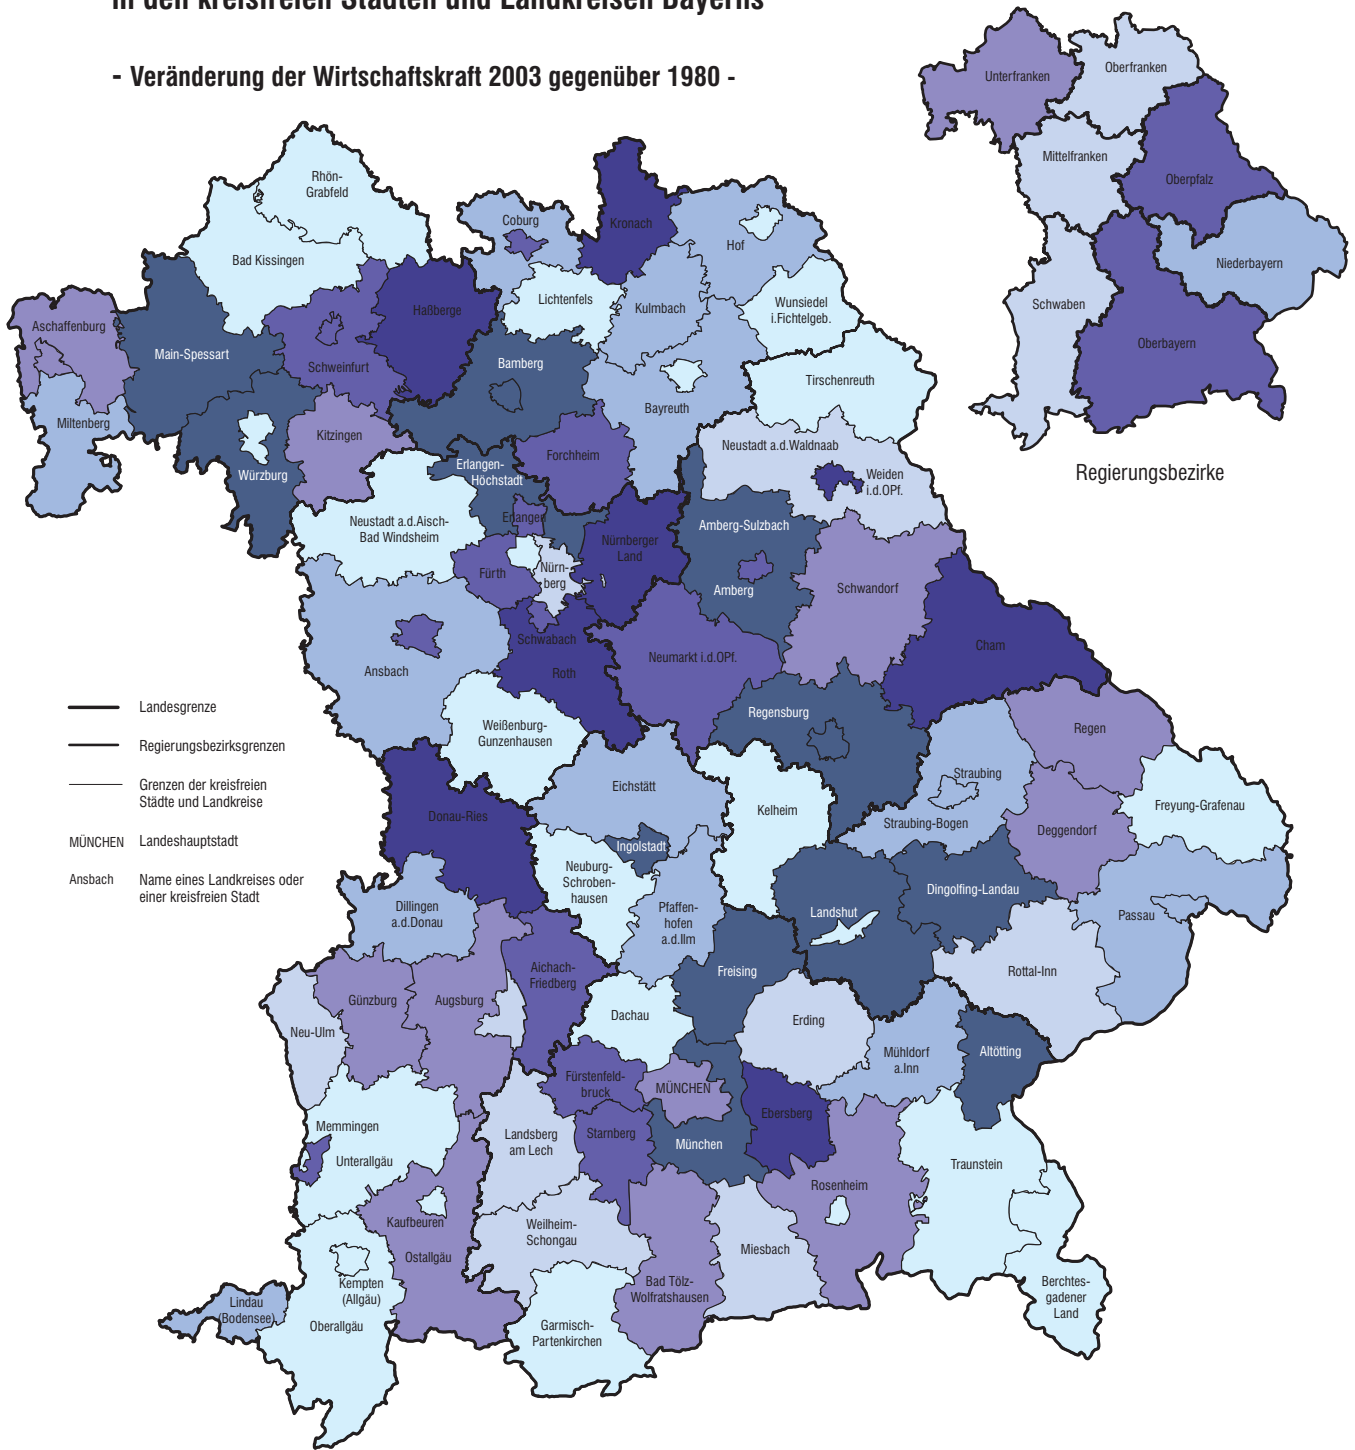 in den kreisfreien Städten und Landkreisen Bayerns
- Veränderung der Wirtschaftskraft 2003 gegenüber 1980 -
Unterfranken
Oberfranken
Mittelfranken
Oberpfalz
Niederbayern
Schwaben
Oberbayern
Regierungsbezirke
Rhön-
Grabfeld
Bad Kissingen
Coburg
Kronach
Hof
Aschaffenburg
Main-Spessart
Haßberge
Lichtenfels
Kulmbach
Wunsiedel
i.Fichtelgeb.
Schweinfurt
Bamberg
Tirschenreuth
Miltenberg
Kitzingen
Bayreuth
Würzburg
Erlangen-
Höchstadt
Forchheim
Neustadt a.d.Waldnaab
Weiden
i.d.OPf.
Neustadt a.d.Aisch-
Bad Windsheim
Erlangen
Nürnberger
Land
Amberg-Sulzbach
Fürth
Nürn-
berg
Amberg
Schwandorf
Ansbach
Schwabach
Roth
Neumarkt i.d.OPf.
Cham
Landesgrenze
Regierungsbezirksgrenzen
Grenzen der kreisfreien
Städte und Landkreise
MÜNCHEN Landeshauptstadt
Ansbach Name eines Landkreises oder
einer kreisfreien Stadt
Weißenburg-
Gunzenhausen
Regensburg
Regen
Eichstätt
Straubing
Kelheim
Straubing-Bogen
Freyung-Grafenau
Donau-Ries
Ingolstadt
Deggendorf
Neuburg-
Schroben-
hausen
Dingolfing-Landau
Dillingen
a.d.Donau
Pfaffen-
hofen
a.d.Ilm
Landshut
Passau
Aichach-
Friedberg
Freising
Rottal-Inn
Neu-Ulm
Günzburg
Augsburg
Dachau
Erding
Mühldorf
a.Inn
Altötting
Fürstenfeld-
bruck
MÜNCHEN
Ebersberg
Memmingen
Unterallgäu
Landsberg
am Lech
Starnberg
München
Traunstein
Rosenheim
Kaufbeuren
Ostallgäu
Weilheim-
Schongau
Miesbach
Kempten
(Allgäu)
Bad Tölz-
Wolfratshausen
Berchtes-
gadener
Land
Lindau
(Bodensee)
Oberallgäu
Garmisch-
Partenkirchen